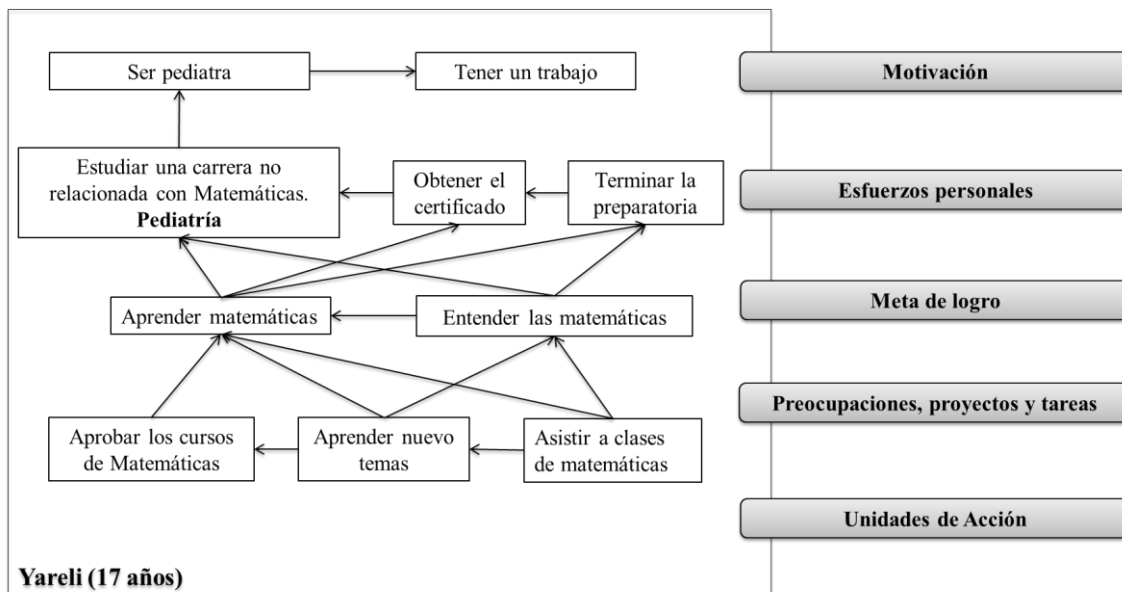 Ser pediatra
Tener un trabajo
Motivación
Estudiar una carrera no
relacionada con Matemáticas.
Pediatría
Obtener el
certificado
Terminar la
preparatoria
Esfuerzos personales
Aprender matemáticas
Entender las matemáticas
Meta de logro
Aprobar los cursos
de Matemáticas
Aprender nuevo
temas
Asistir a clases
de matemáticas
Preocupaciones, proyectos y tareas
Unidades de Acción
Yareli (17 años)